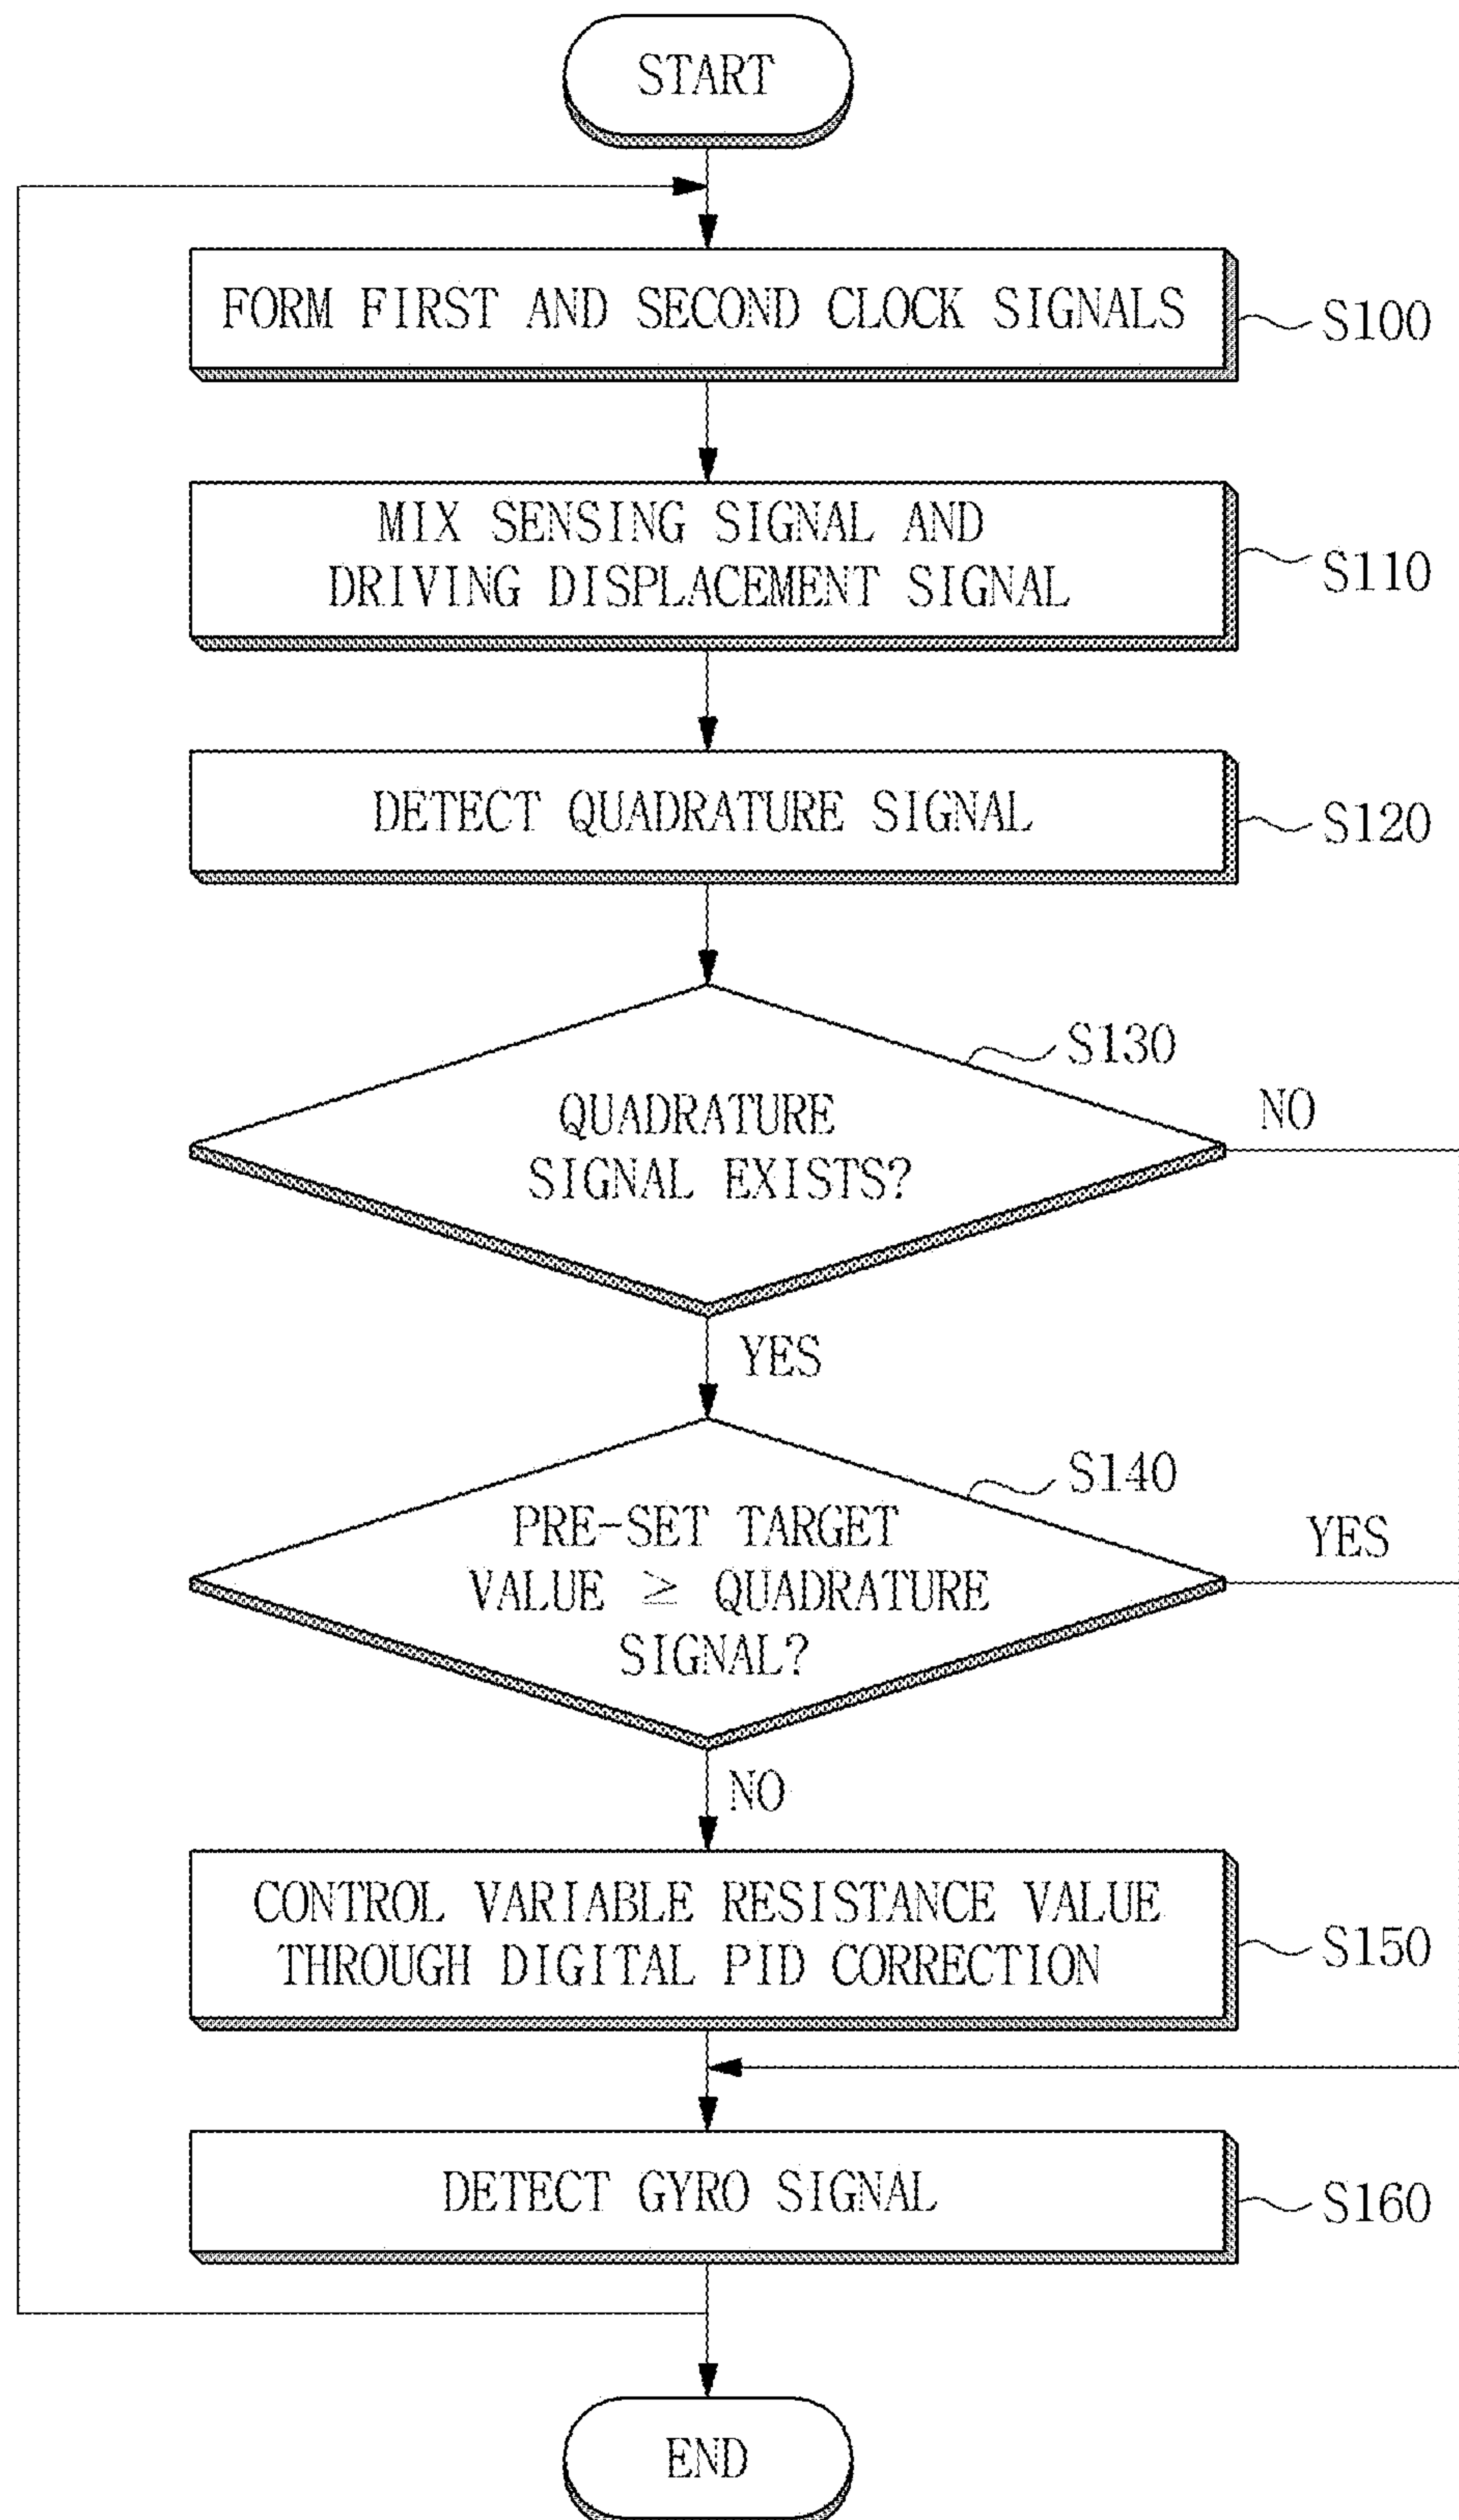 START
FORM FIRST AND SECOND CLOCK SIGNALS
S100
MIX SENSING SIGNAL AND
DRIVING DISPLACEMENT SIGNAL
S110
DETECT QUADRATURE SIGNAL
S120
S130
QUADRATURE
SIGNAL EXISTS?
NO
YES
S140
PRE-SET TARGET
VALUE ≥ QUADRATURE
SIGNAL?
YES
NO
CONTROL VARIABLE RESISTANCE VALUE
THROUGH DIGITAL PID CORRECTION
S150
DETECT GYRO SIGNAL
S160
END